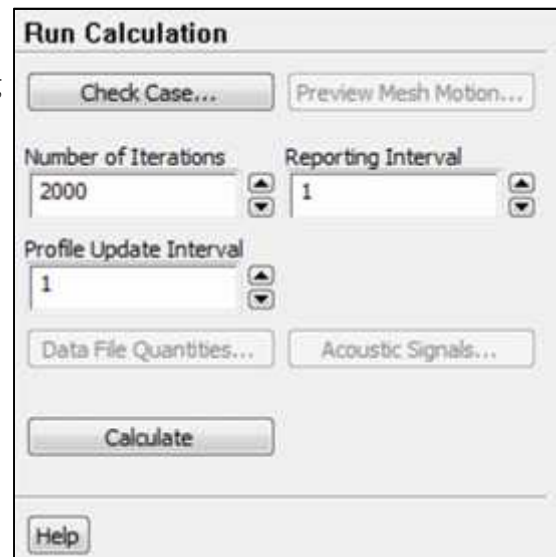 Run Calculation
Check Case... Preview Mesh Motion...
Number of Iterations Reporting Interval
2000 1
Profile Update Interval
1
Data File Quantities... Acoustic Signals...
Calculate
Help